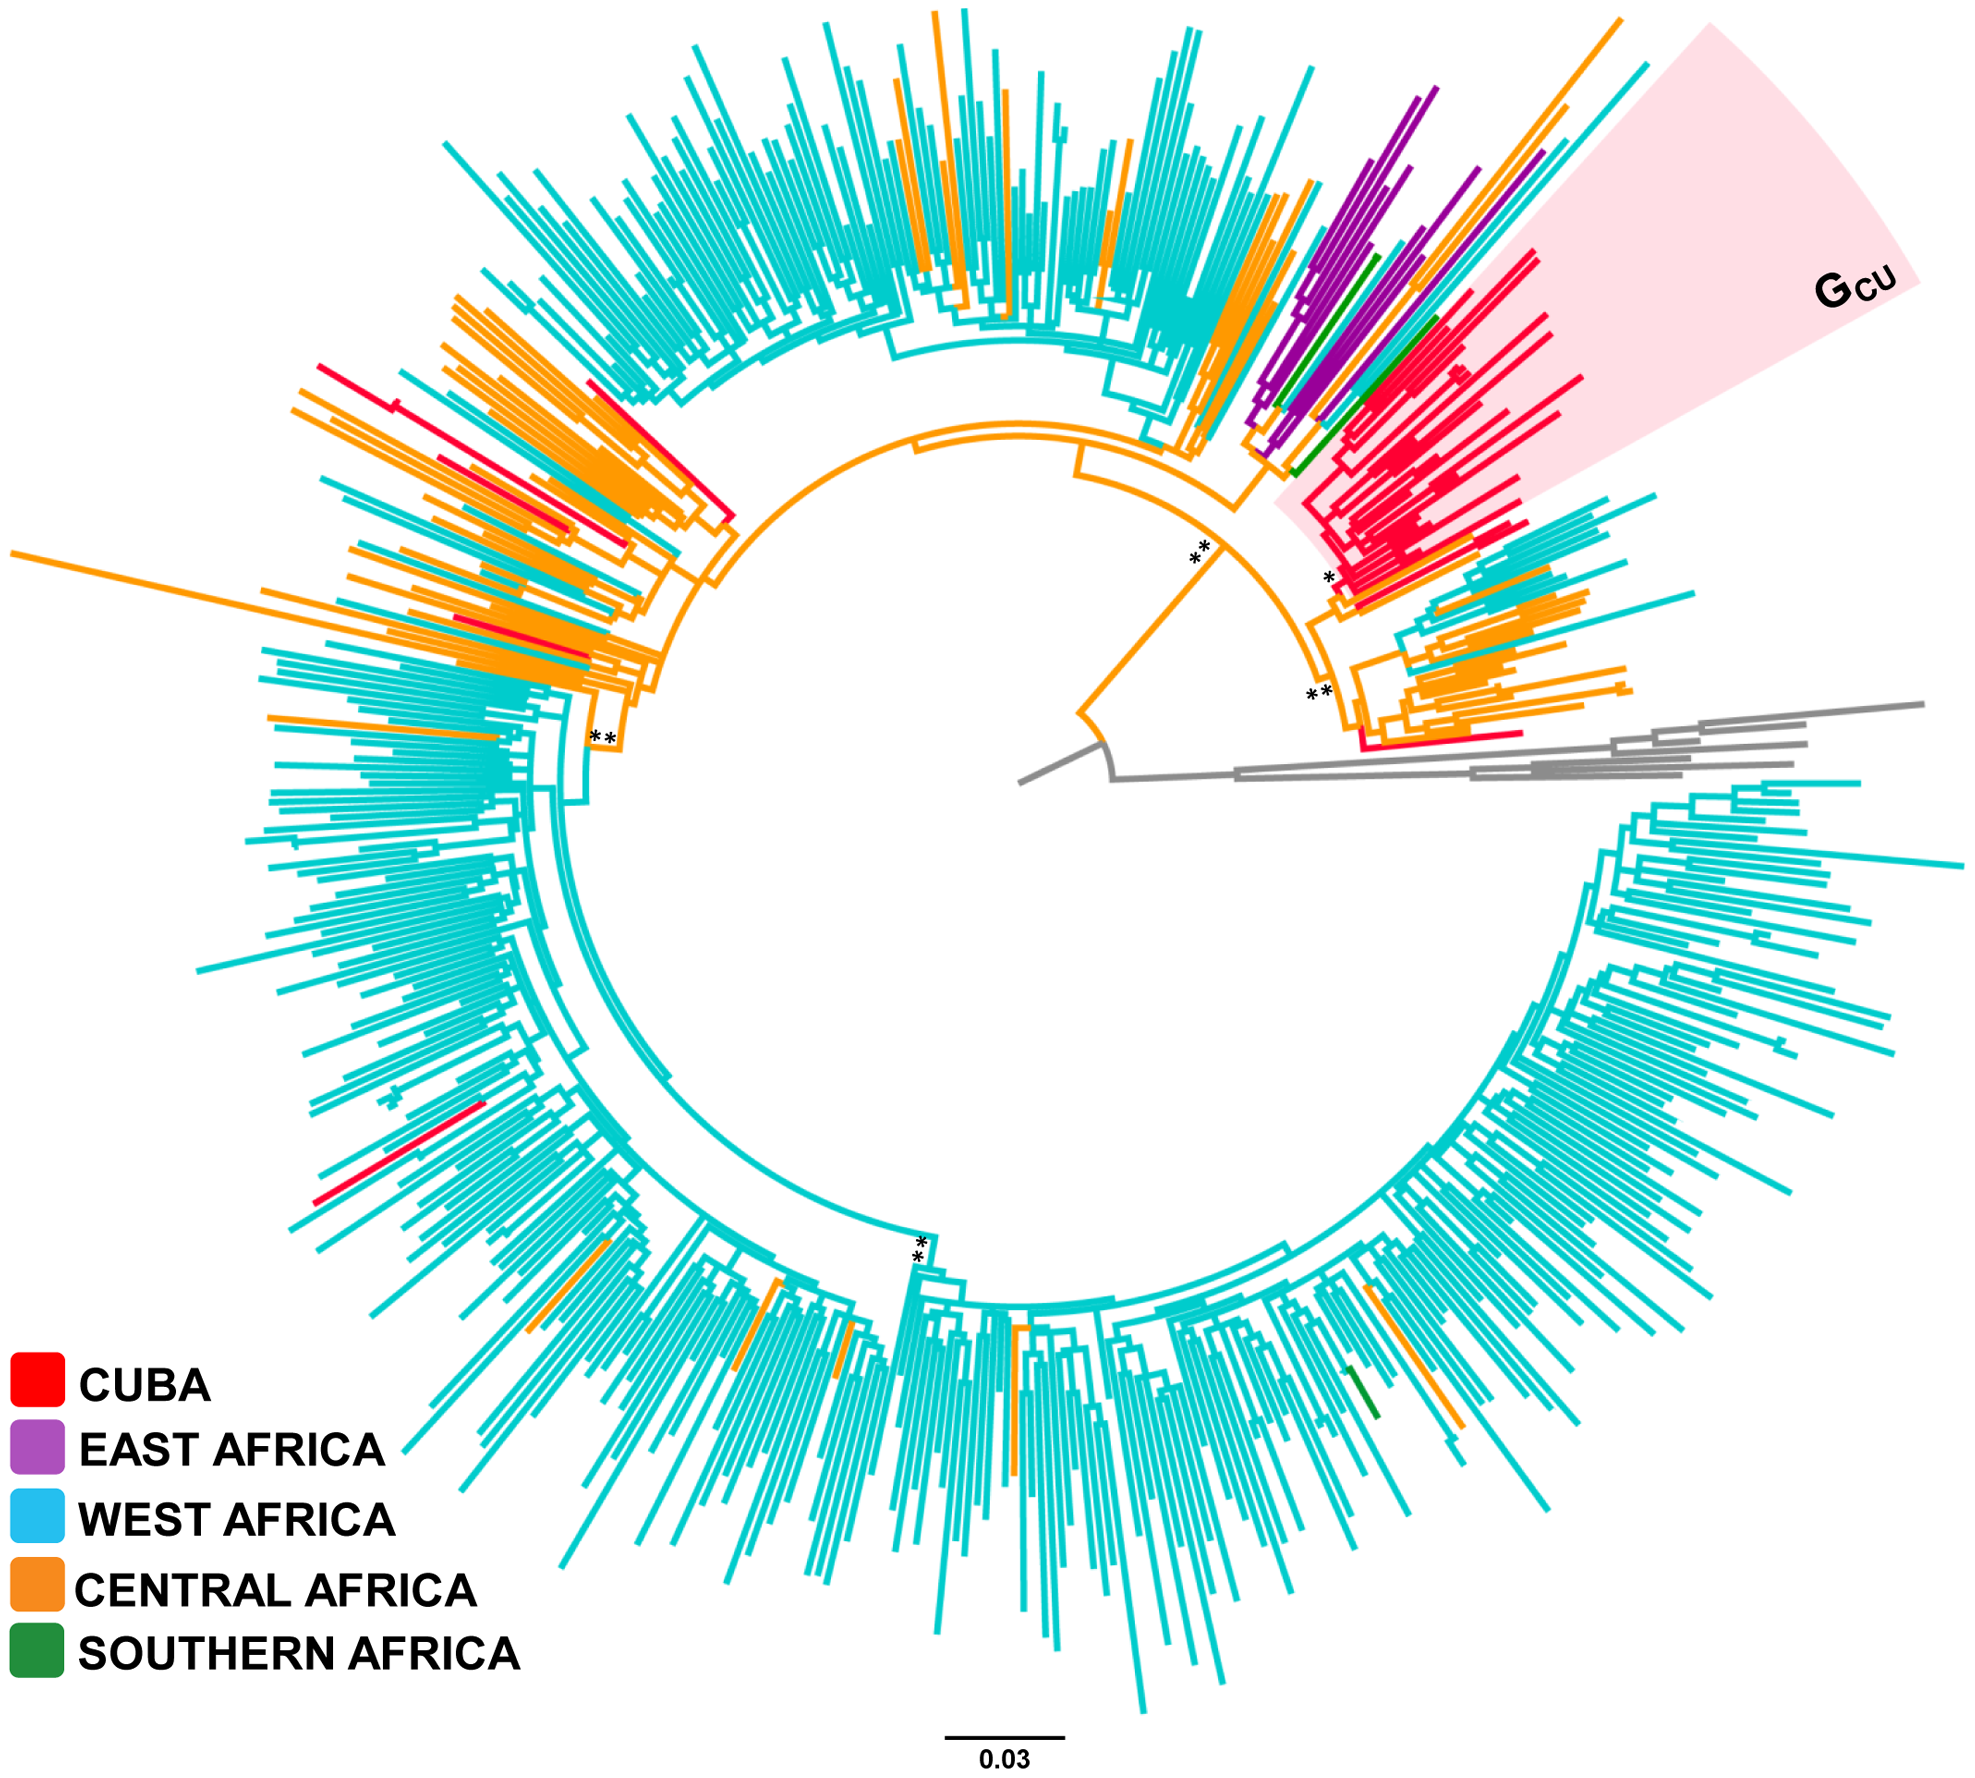 GCU
**
*
**
**
**
CUBA
EAST AFRICA
WEST AFRICA
CENTRAL AFRICA
SOUTHERN AFRICA
0.03